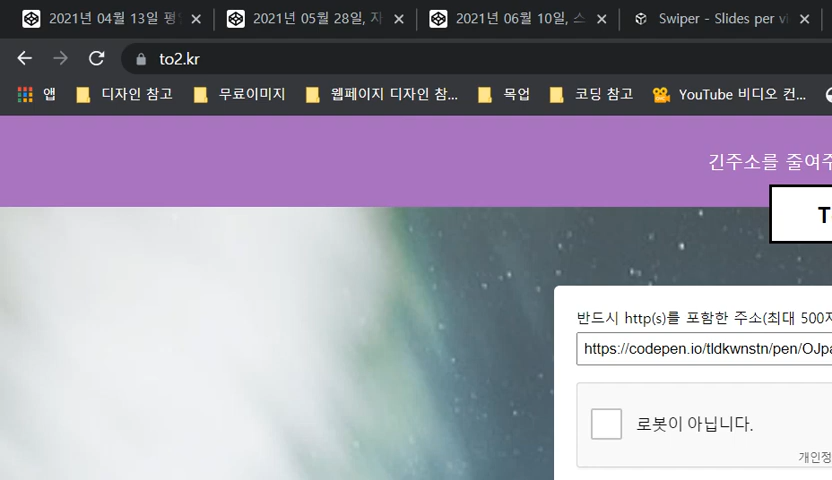 2021년 04월 13일 평일 2021년 05월 28일, 지 2021년 06월 10일, 스 Swiper - Slides per vi
to2.kr
앱 디자인 참고 무료이미지 웹페이지 디자인 참... 목업 코딩 참고 YouTube 비디오 컨...
긴주소를 줄여주
T
반드시 http(s)를 포함한 주소(최대 500자
https://codepen.io/tldkwnstn/pen/OJpa
로봇이 아닙니다.
개인정